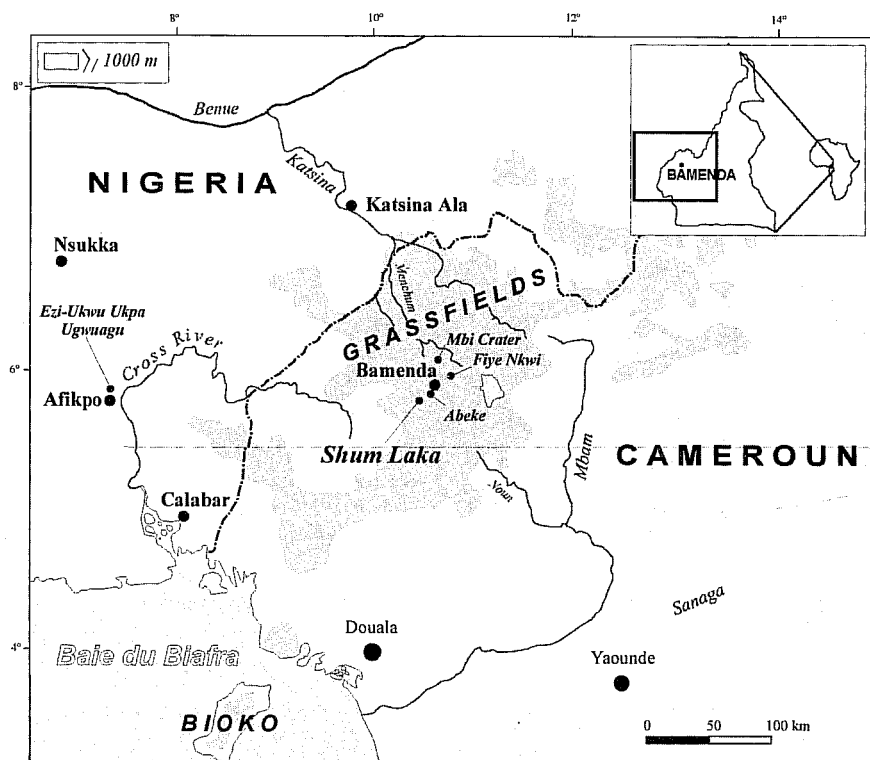 8° 10° 12°
> 1000 m
8°
Benue
Katsina
BAMENDA
NIGERIA
Katsina Ala
Nsukka
Menchum
GRASSFIELDS
Ezi-Ukwu Ukpa
Ugwuagu
Cross River
Mbi Crater
Fiye Nkwi
6°
Bamenda
Afikpo
Abeke
Shum Laka
Mbam
CAMEROUN
Noun
Calabar
Sanaga
Douala
4°
Baie du Biafra
Yaounde
BIOKO
0 50 100 km